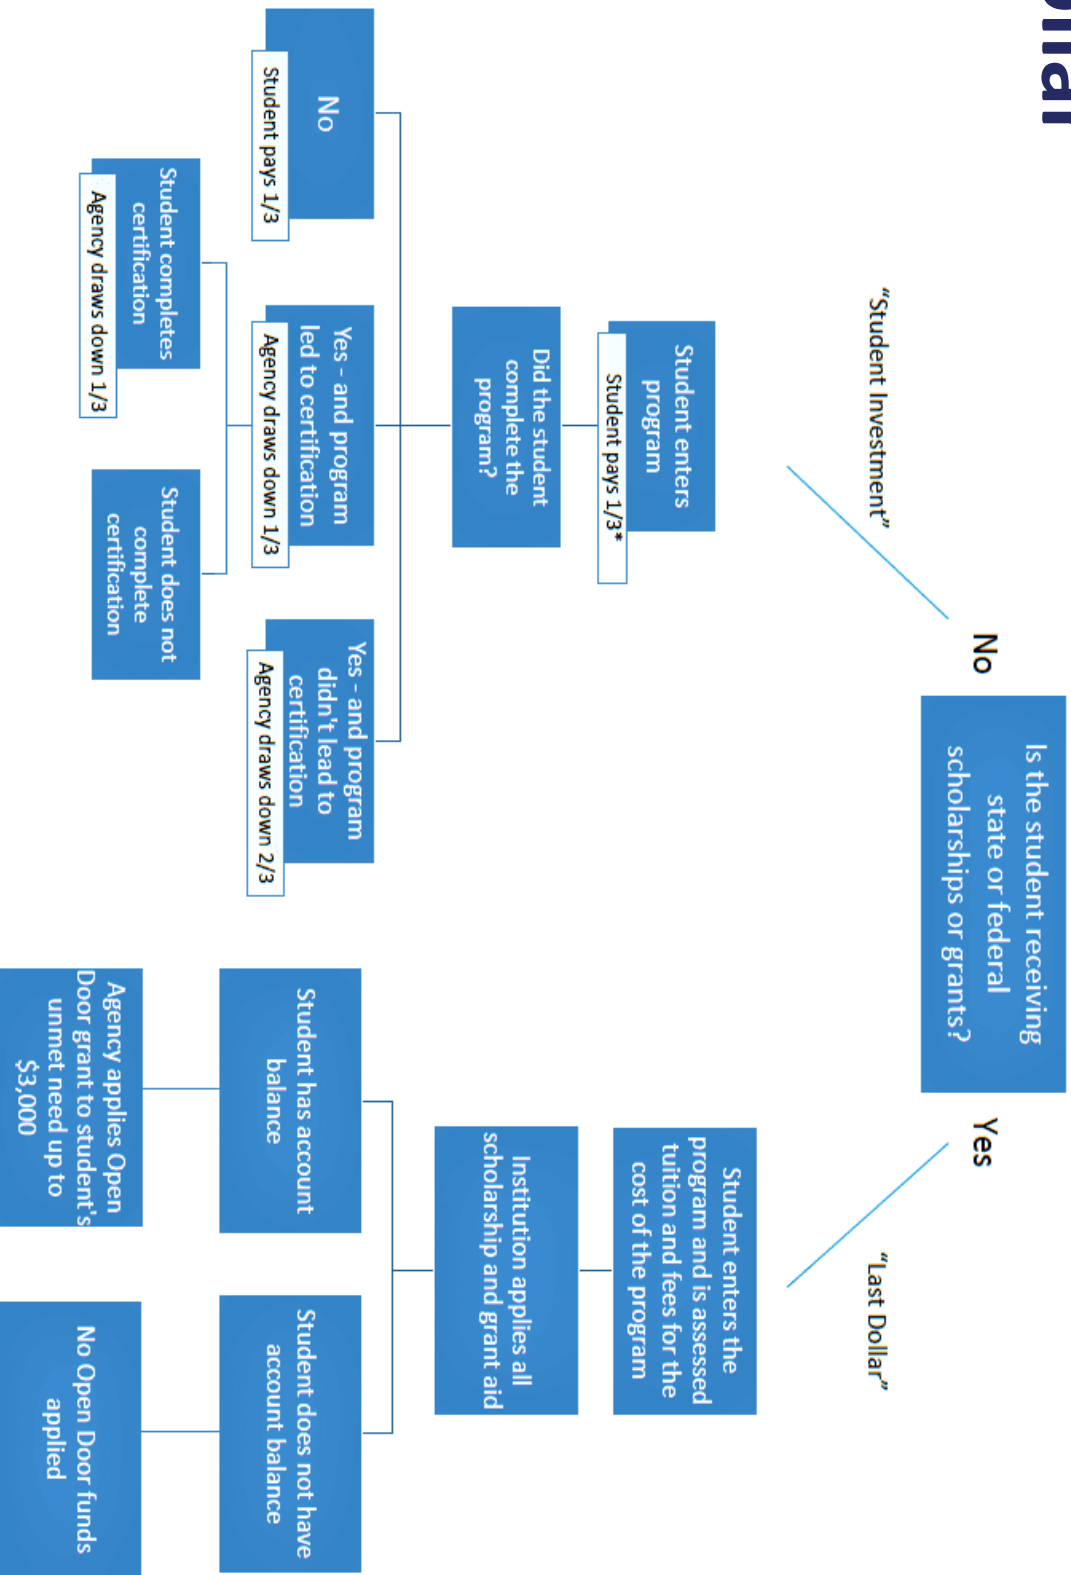 ollar
Is the student receiving
state or federal
scholarships or grants?
No
Yes
“Student Investment”
“Last Dollar”
Student enters
program
Student pays 1/3*
Did the student
complete the
program?
No
Student pays 1/3
Yes - and program
led to certification
Agency draws down 1/3
Yes - and program
didn't lead to
certification
Agency draws down 2/3
Student completes
certification
Agency draws down 1/3
Student does not
complete
certification
Student enters the
program and is assessed
tuition and fees for the
cost of the program
Institution applies all
scholarship and grant aid
Student has account
balance
Student does not have
account balance
Agency applies Open
Door grant to student's
unmet need up to
$3,000
No Open Door funds
applied